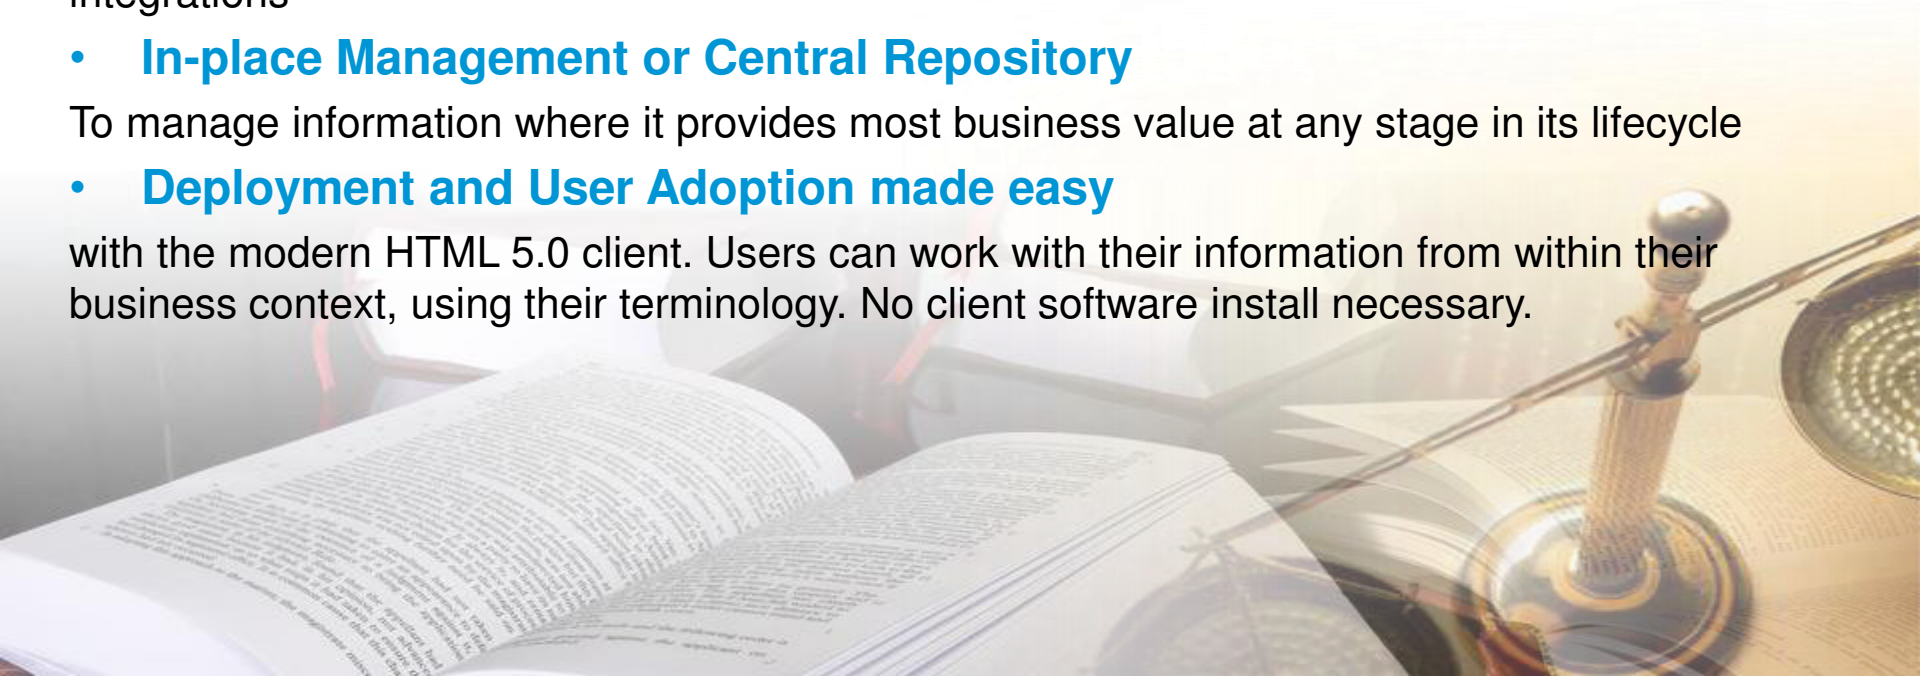 integrations
• In-place Management or Central Repository
To manage information where it provides most business value at any stage in its lifecycle
• Deployment and User Adoption made easy
with the modern HTML 5.0 client. Users can work with their information from within their
business context, using their terminology. No client software install necessary.